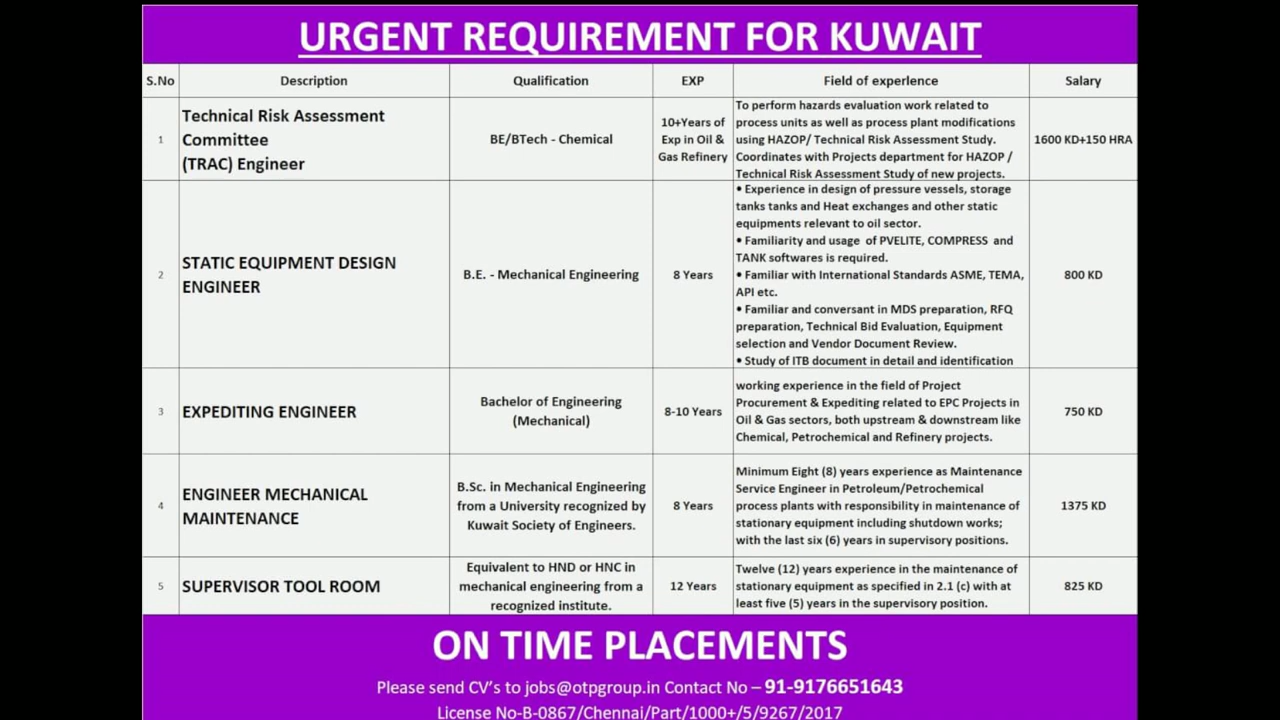 URGENT REQUIREMENT FOR KUWAIT
S.No Description Qualification EXP Field of experlence Salary
1
Technical Risk Assessment
Committee
(TRAC) Engineer
BE/BTech - Chemical
10+Years of
Exp in Oil &
Gas Refinery
To perform hazards evaluation work related to
process units as well as process plant modifications
using HAZOP/ Technical Risk Assessment Study.
Coordinates with Projects department for HAZOP /
Technical Risk Assessment Study of new projects.
1600 KD+150 HRA
2
STATIC EQUIPMENT DESIGN
ENGINEER
B.E. - Mechanical Engineering
8 Years
• Experience in design of pressure vessels, storage
tanks tanks and Heat exchanges and other static
equipments relevant to oil sector.
• Familiarity and usage of PVELITE, COMPRESS and
TANK softwares is required.
• Familiar with International Standards ASME, TEMA,
API etc.
• Familiar and conversant in MDS preparation, RFQ
preparation, Technical Bid Evaluation, Equipment
selection and Vendor Document Review.
• Study of ITB document in detail and identification
800 KD
3
EXPEDITING ENGINEER
Bachelor of Engineering
(Mechanical)
8-10 Years
working experience in the field of Project
Procurement & Expediting related to EPC Projects in
Oil & Gas sectors, both upstream & downstream like
Chemical, Petrochemical and Refinery projects.
750 KD
4
ENGINEER MECHANICAL
MAINTENANCE
B.Sc. in Mechanical Engineering
from a University recognized by
Kuwait Society of Engineers.
8 Years
Minimum Eight (8) years experience as Maintenance
Service Engineer in Petroleum/Petrochemical
process plants with responsibility in maintenance of
stationary equipment including shutdown works;
with the last six (6) years in supervisory positions.
1375 KD
5
SUPERVISOR TOOL ROOM
Equivalent to HND or HNC in
mechanical engineering from a
recognized institute.
12 Years
Twelve (12) years experience in the maintenance of
stationary equipment as specified in 2.1 (c) with at
least five (5) years in the supervisory position.
825 KD
ON TIME PLACEMENTS
Please send CV's to jobs@otpgroup.in Contact No – 91-9176651643
License No-B-0867/Chennai/Part/1000+/5/9267/2017